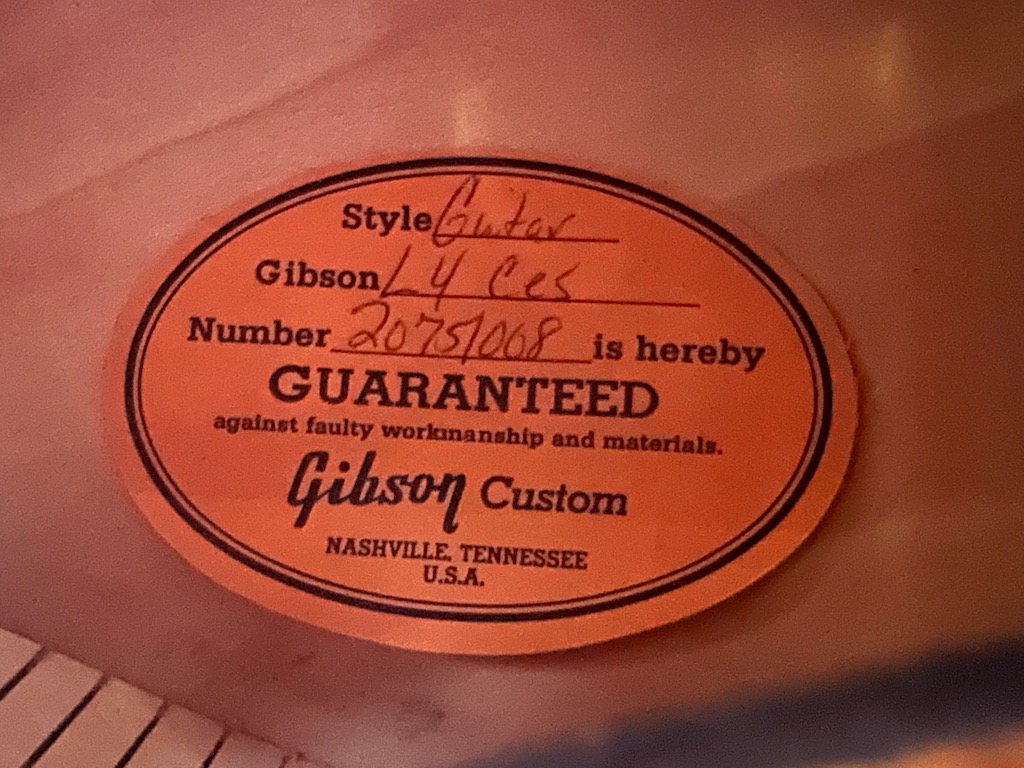 Style Guitar
Gibson L4 Ces
Number 20751068 is hereby
GUARANTEED
against faulty workmanship and materials.
Gibson Custom
NASHVILLE, TENNESSEE
U.S.A.